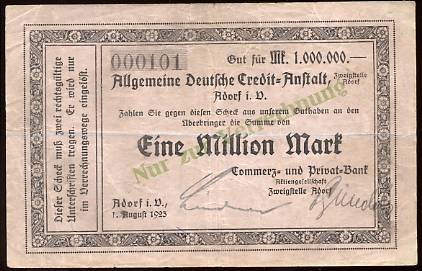 000101
Gut für Mk. 1.000.000.—
Allgemeine Deutsche Credit-Anstalt, Zweigstelle Adorf
Adorf i. V.,
Zahlen Sie gegen diesen Scheck aus unserem Guthaben an den
Überbringer die Summe von
Eine Million Mark
Nur zur Verrechnung
Commerz- und Privat-Bank
Aktiengesellschaft
Zweigstelle Adorf
Adorf i. V.,
1. August 1923
Dieser Scheck muß zwei rechtsgültige
Unterschriften tragen. Er wird nur
im Verrechnungswege eingelöst.